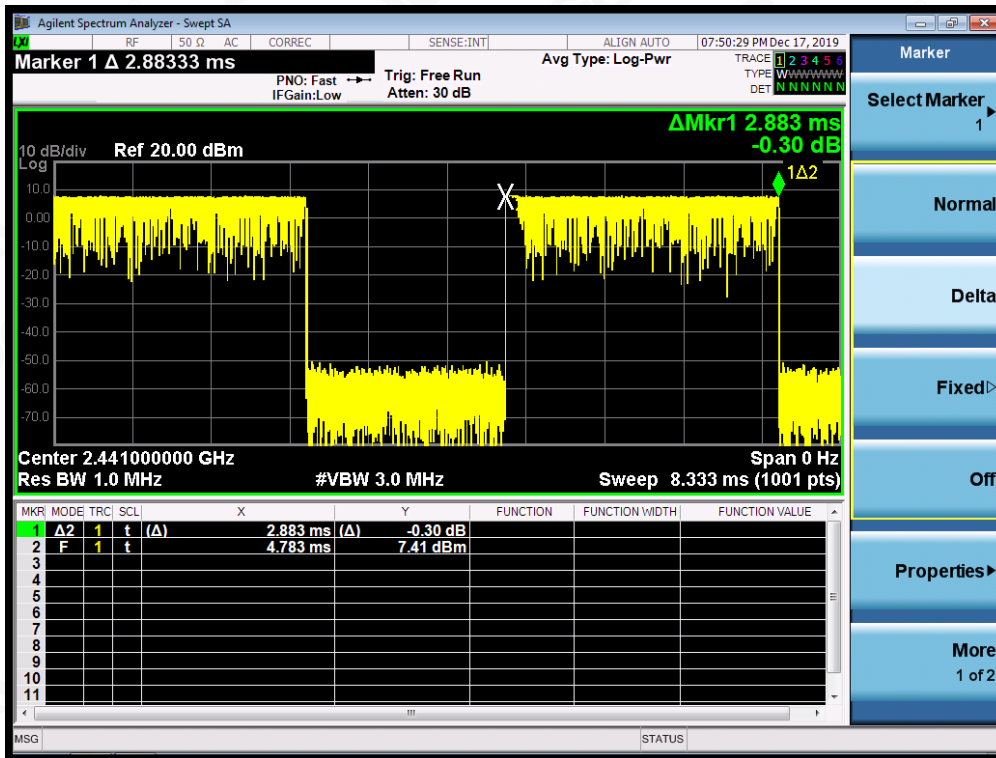 Agilent Spectrum Analyzer - Swept SA
LXI RF 50 Ω AC CORREC SENSE:INT ALIGN AUTO 07:50:29 PM Dec 17, 2019
Marker 1 Δ 2.88333 ms
PNO: Fast
IFGain:Low
Trig: Free Run
Atten: 30 dB
Avg Type: Log-Pwr
TRACE 1 2 3 4 5 6
TYPE WWWWWWW
DET N N N N N N
ΔMkr1 2.883 ms
-0.30 dB
10 dB/div Ref 20.00 dBm
Log
1Δ2
10.0
0.00
-10.0
-20.0
-30.0
-40.0
-50.0
-60.0
-70.0
Center 2.441000000 GHz Span 0 Hz
Res BW 1.0 MHz #VBW 3.0 MHz Sweep 8.333 ms (1001 pts)
MKR MODE TRC SCL X Y FUNCTION FUNCTION WIDTH FUNCTION VALUE
1 Δ2 1 t (Δ) 2.883 ms (Δ) -0.30 dB
2 F 1 t 4.783 ms 7.41 dBm
3
4
5
6
7
8
9
10
11
MSG STATUS
Marker
Select Marker
1
Normal
Delta
Fixed
Off
Properties
More
1 of 2